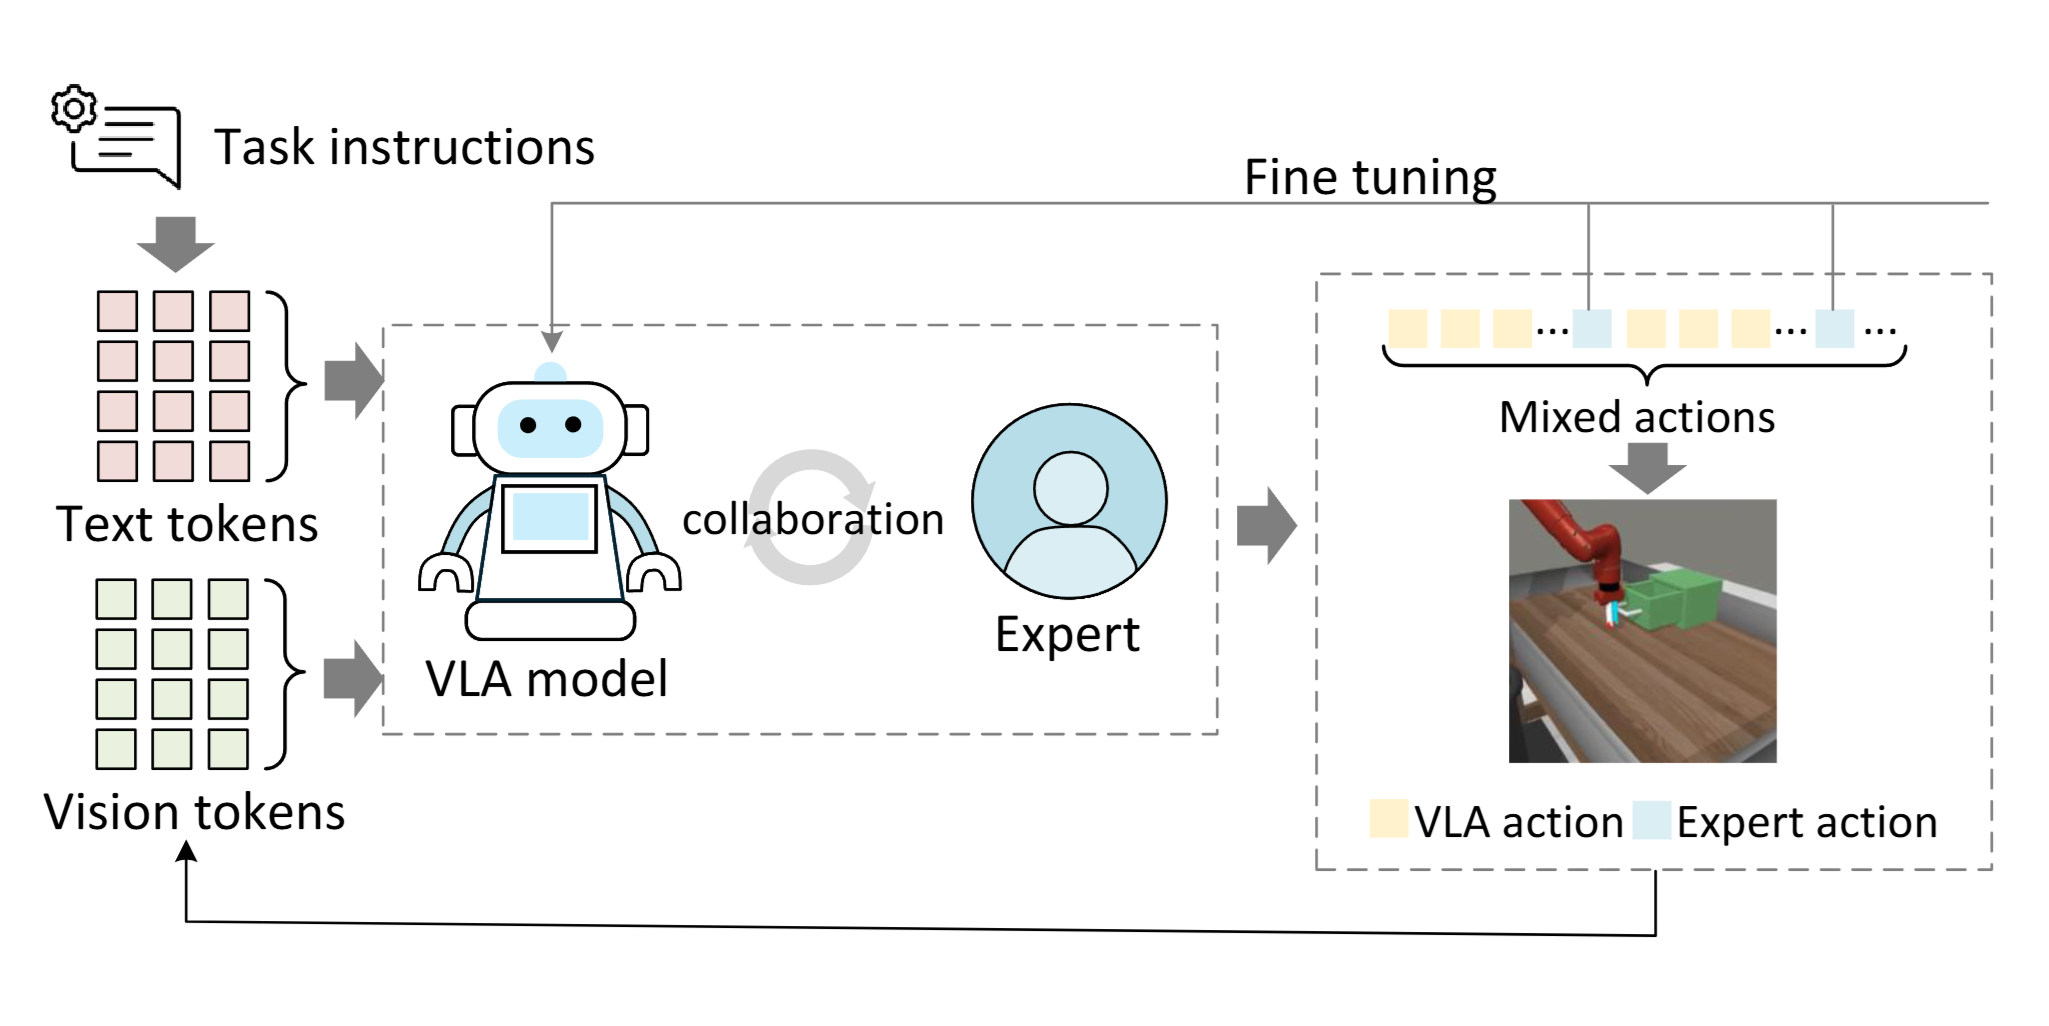 Task instructions
Fine tuning
Text tokens
Vision tokens
VLA model
collaboration
Expert
... ... ...
Mixed actions
VLA action
Expert action